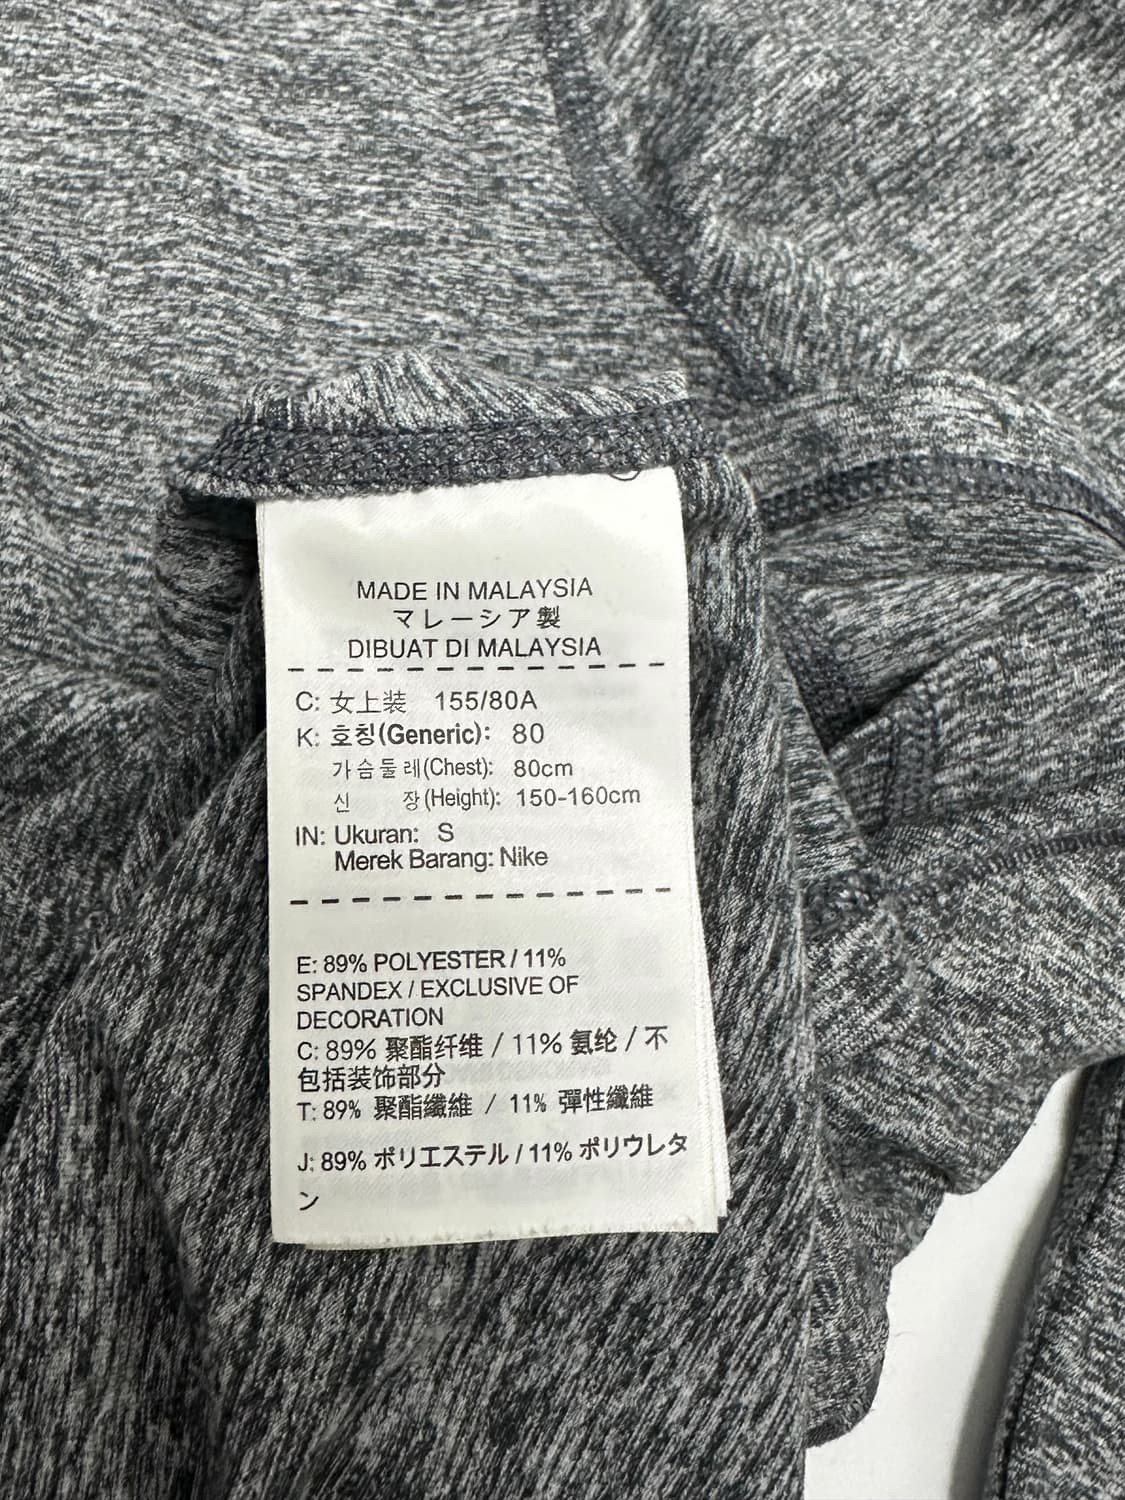 MADE IN MALAYSIA
マレーシア製
DIBUAT DI MALAYSIA
C: 女上装 155/80A
K: 호칭(Generic): 80
가슴둘레(Chest): 80cm
신 장(Height): 150-160cm
IN: Ukuran: S
Merek Barang: Nike
E: 89% POLYESTER / 11%
SPANDEX / EXCLUSIVE OF
DECORATION
C: 89% 聚酯纤维 / 11% 氨纶 / 不
包括装饰部分
T: 89% 聚酯纖維 / 11% 彈性纖維
J: 89% ポリエステル / 11% ポリウレタ
ン